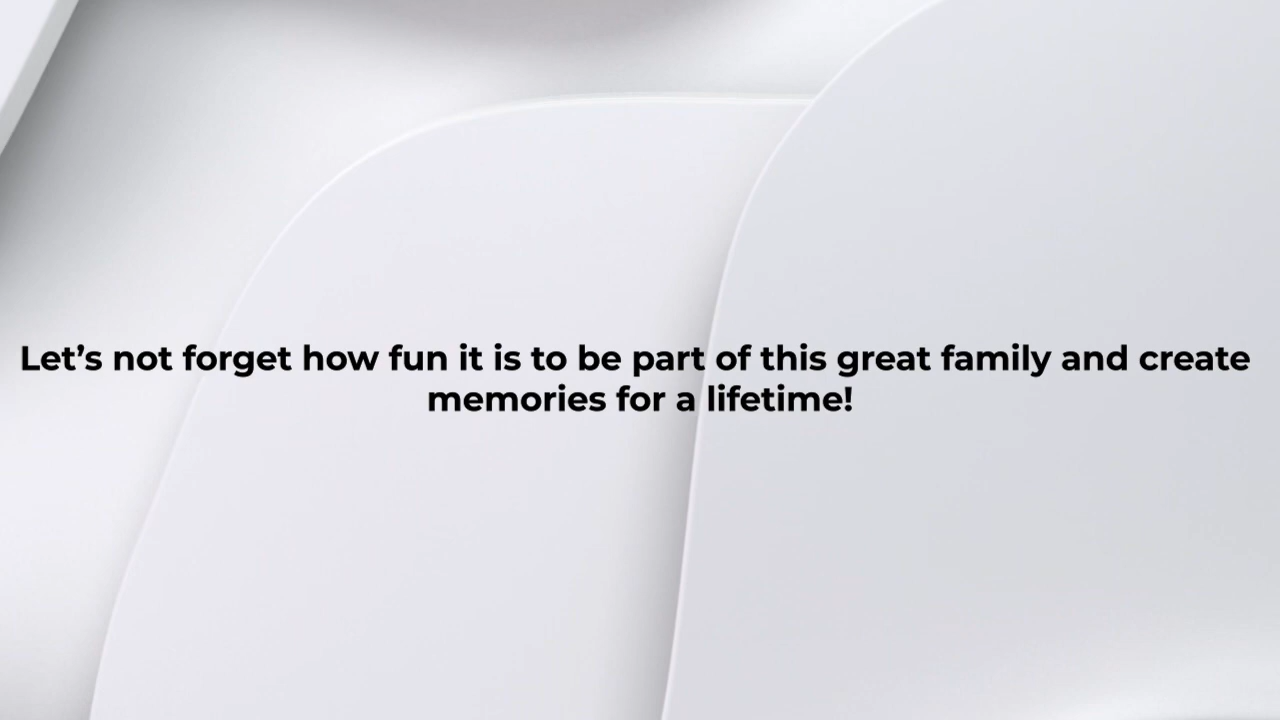 Let’s not forget how fun it is to be part of this great family and create
memories for a lifetime!